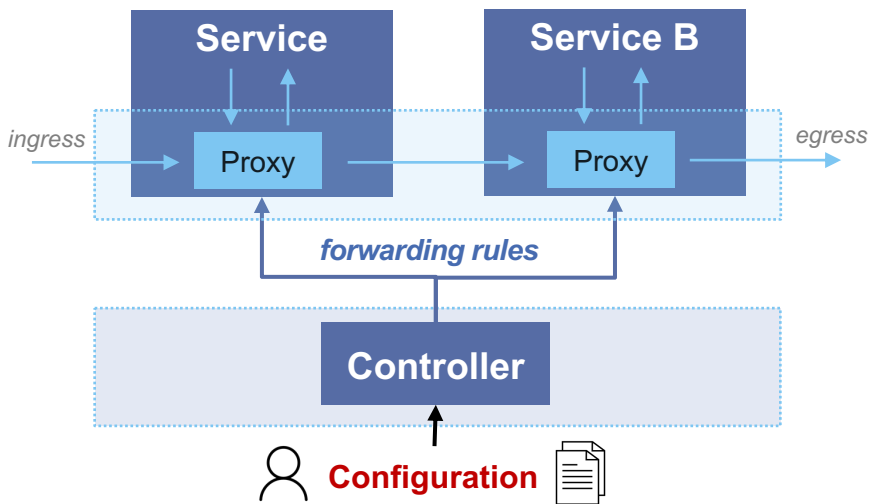 Service
Service B
ingress
egress
Proxy
Proxy
forwarding rules
Controller
Configuration